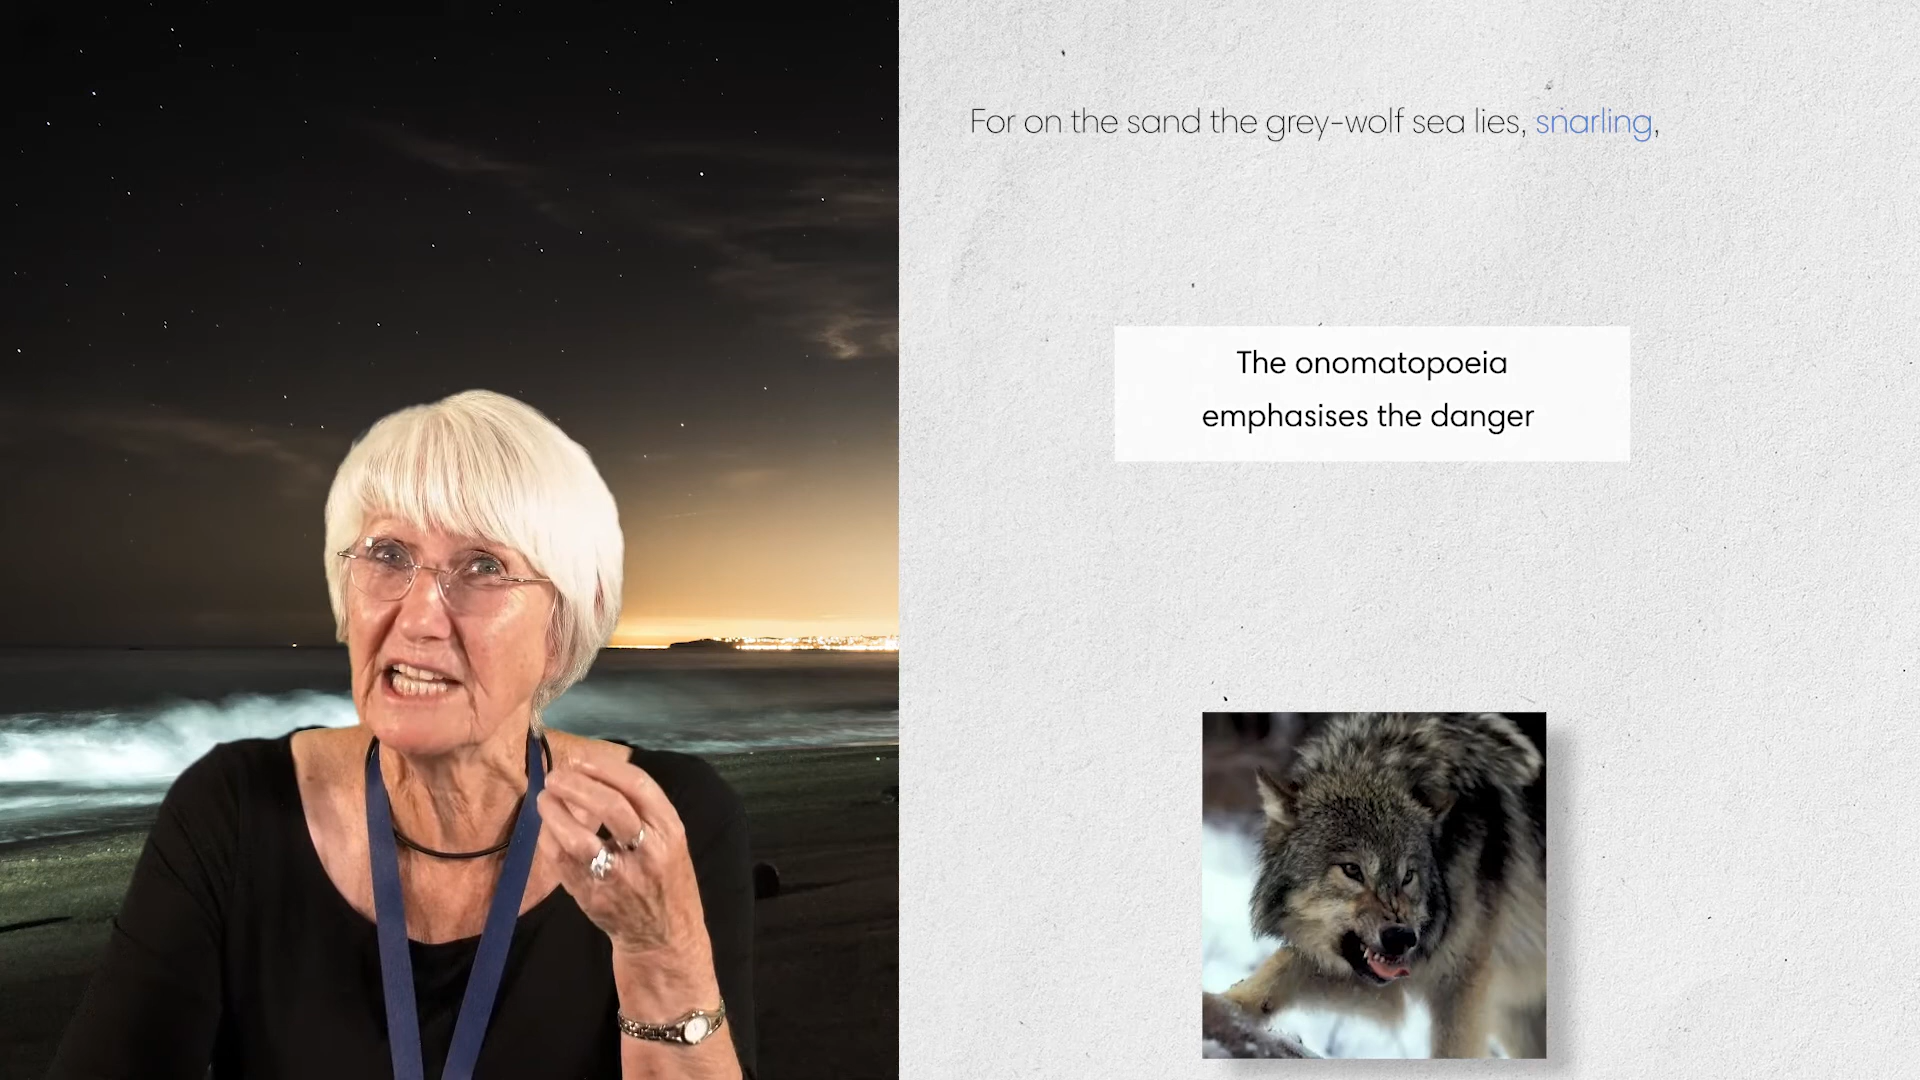 For on the sand the grey-wolf sea lies, snarling,
The onomatopoeia
emphasises the danger